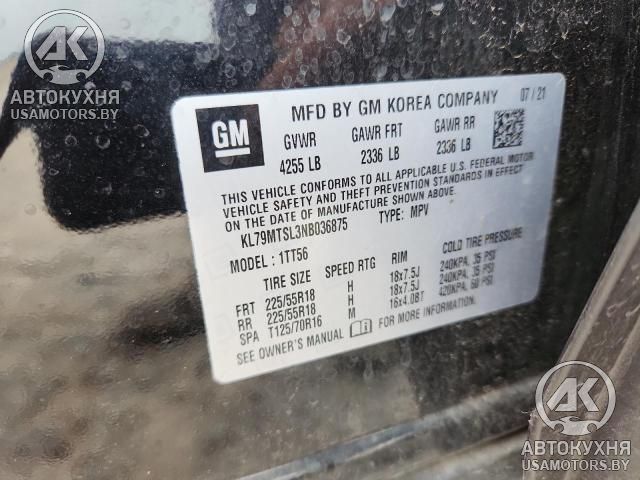 AK
АВТОКУХНЯ
USAMOTORS.BY
GM
MFD BY GM KOREA COMPANY 07 / 21
GVWR GAWR FRT GAWR RR
4255 LB 2336 LB 2336 LB
THIS VEHICLE CONFORMS TO ALL APPLICABLE U.S. FEDERAL MOTOR
VEHICLE SAFETY AND THEFT PREVENTION STANDARDS IN EFFECT
ON THE DATE OF MANUFACTURE SHOWN ABOVE.
KL79MTSL3NB036875 TYPE: MPV
MODEL : 1TT56
TIRE SIZE SPEED RTG RIM COLD TIRE PRESSURE
FRT 225/55R18 H 18x7.5J 240KPA, 35 PSI
RR 225/55R18 H 18x7.5J 240KPA, 35 PSI
SPA T125/70R16 M 16x4.0BT 420KPA, 60 PSI
SEE OWNER'S MANUAL FOR MORE INFORMATION.
AK
АВТОКУХНЯ
USAMOTORS.BY